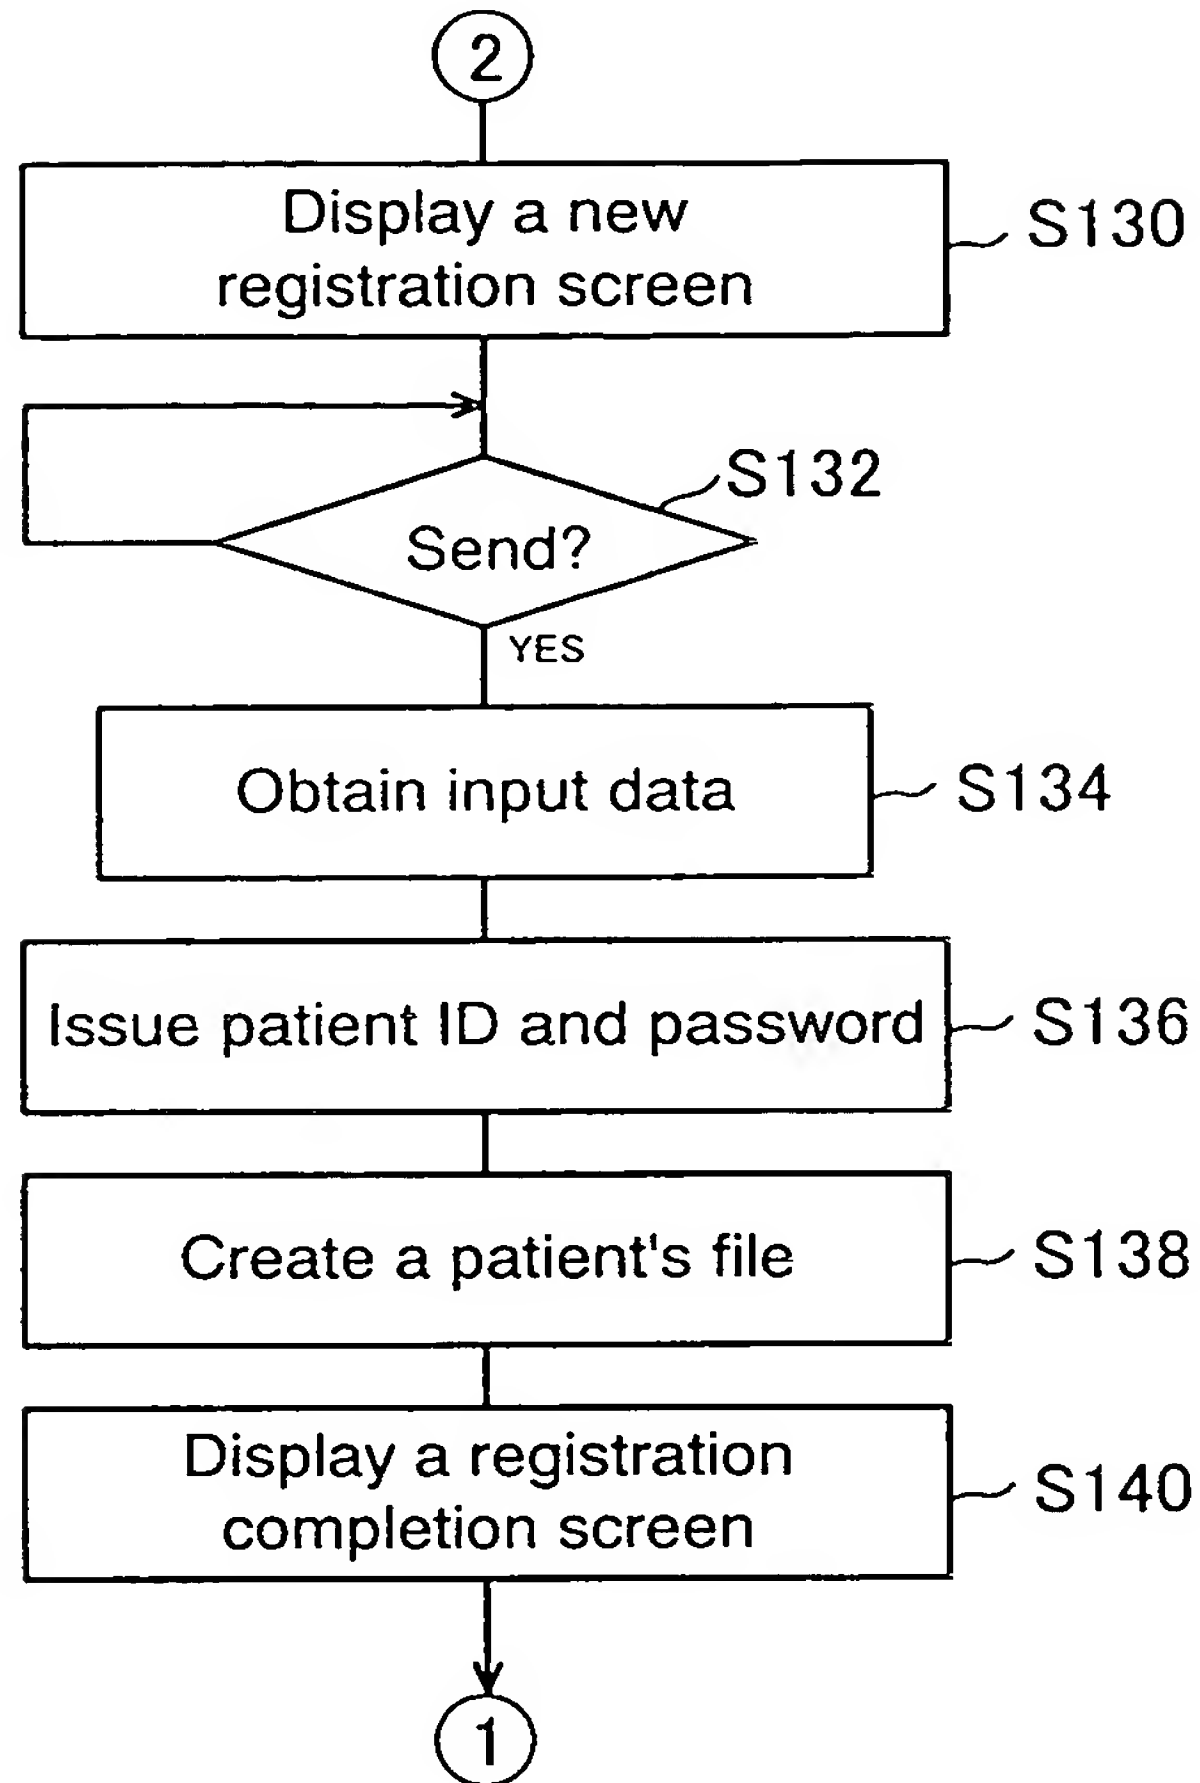 2
Display a new
registration screen
S130
S132
Send?
YES
Obtain input data
S134
Issue patient ID and password
S136
Create a patient's file
S138
Display a registration
completion screen
S140
1